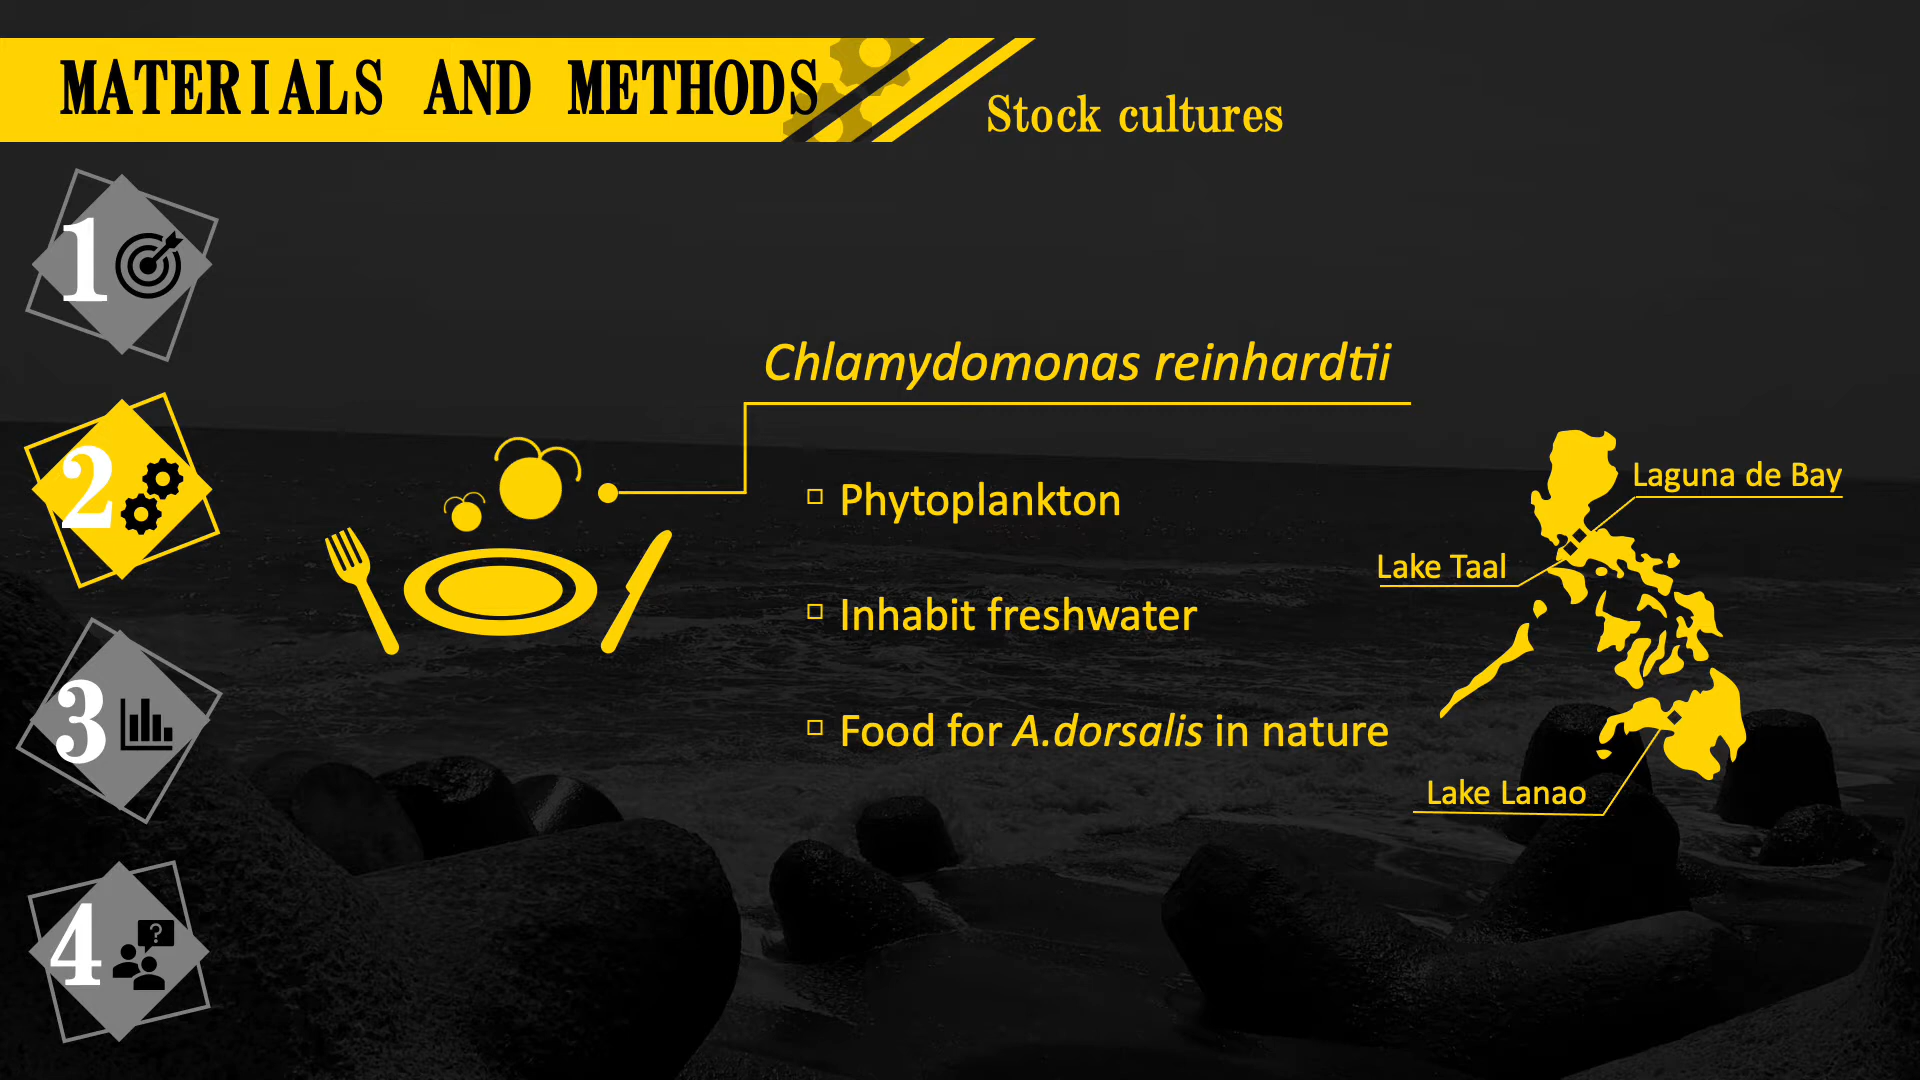 MATERIALS AND METHODS
Stock cultures
1
2
3
4
?
Chlamydomonas reinhardtii
Phytoplankton
Inhabit freshwater
Food for A.dorsalis in nature
Laguna de Bay
Lake Taal
Lake Lanao